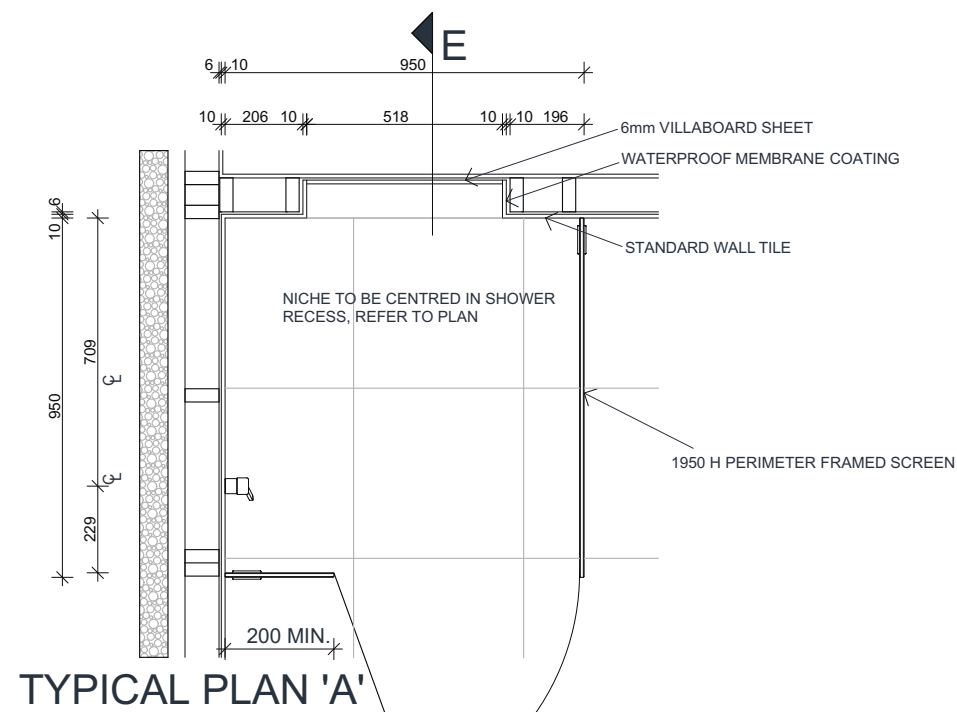 E
6 10 950
10 206 10 518 10 10 196
6mm VILLABOARD SHEET
WATERPROOF MEMBRANE COATING
STANDARD WALL TILE
10 6
NICHE TO BE CENTRED IN SHOWER
RECESS, REFER TO PLAN
709
CL
950
1950 H PERIMETER FRAMED SCREEN
CL
229
200 MIN.
TYPICAL PLAN 'A'